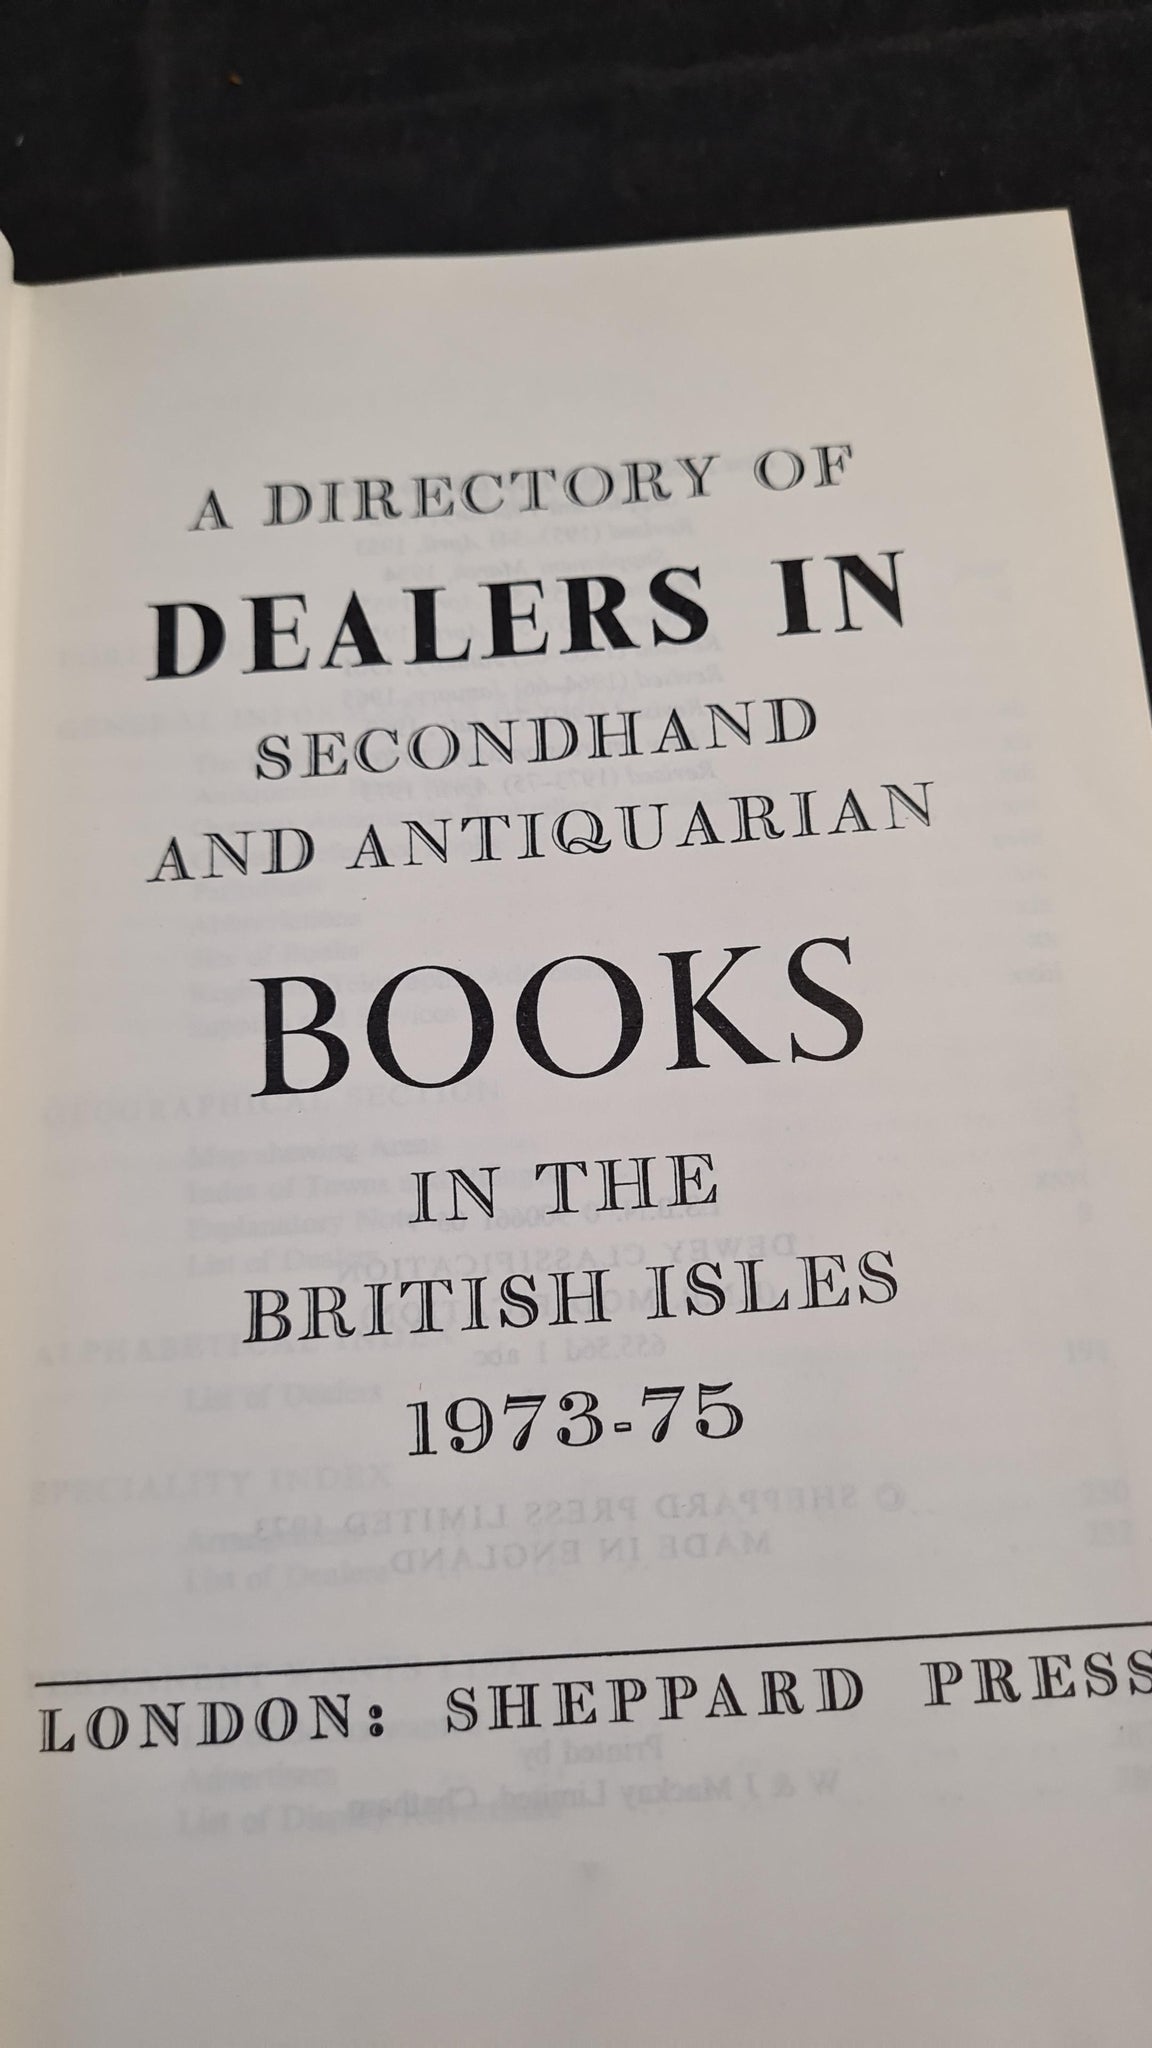 A DIRECTORY OF
DEALERS IN
SECONDHAND
AND ANTIQUARIAN
BOOKS
IN THE
BRITISH ISLES
1973-75
LONDON: SHEPPARD PRESS